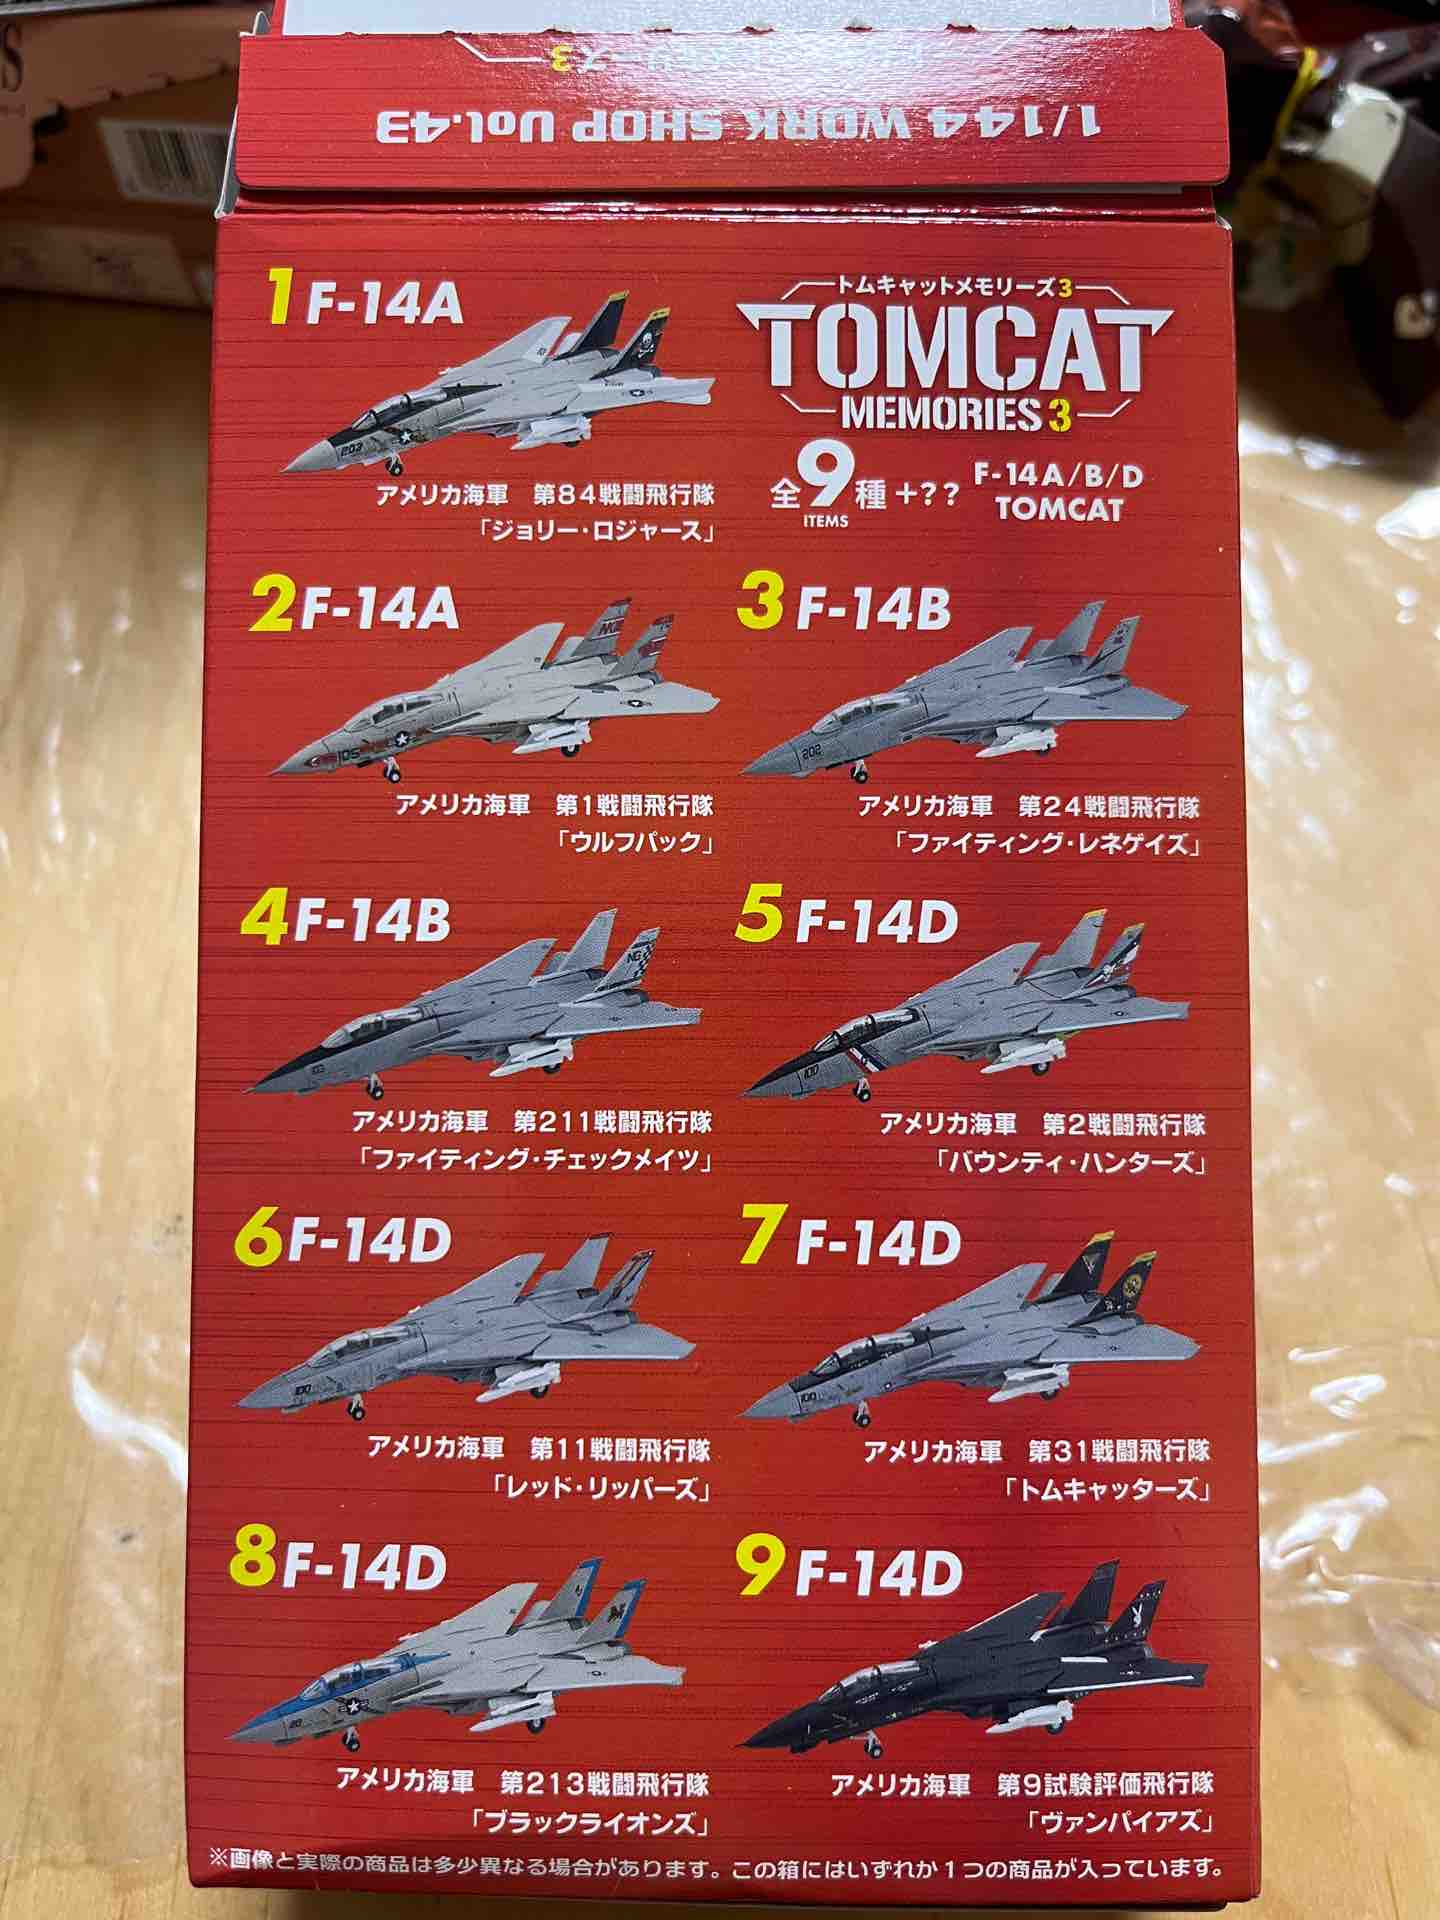 1/144 WORK SHOP Vol.43
1 F-14A
アメリカ海軍 第84戦闘飛行隊
「ジョリー・ロジャース」
トムキャットメモリーズ3
TOMCAT
MEMORIES 3
全9種+??
ITEMS
F-14A/B/D
TOMCAT
2 F-14A
アメリカ海軍 第1戦闘飛行隊
「ウルフパック」
3 F-14B
アメリカ海軍 第24戦闘飛行隊
「ファイティング・レネゲイズ」
4 F-14B
アメリカ海軍 第211戦闘飛行隊
「ファイティング・チェックメイツ」
5 F-14D
アメリカ海軍 第2戦闘飛行隊
「バウンティ・ハンターズ」
6 F-14D
アメリカ海軍 第11戦闘飛行隊
「レッド・リッパーズ」
7 F-14D
アメリカ海軍 第31戦闘飛行隊
「トムキャッターズ」
8 F-14D
アメリカ海軍 第213戦闘飛行隊
「ブラックライオンズ」
9 F-14D
アメリカ海軍 第9試験評価飛行隊
「ヴァンパイアズ」
※画像と実際の商品は多少異なる場合があります。この箱にはいずれか1つの商品が入っています。